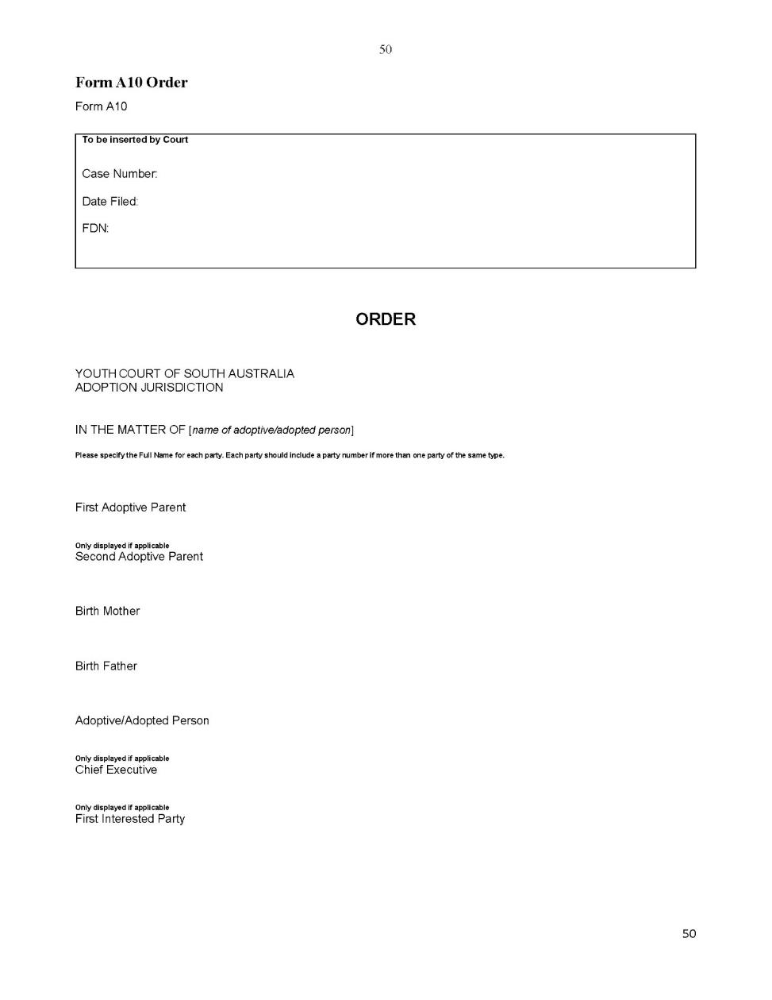 50
Form A10 Order
Form A10
To be inserted by Court
Case Number:
Date Filed:
FDN:
ORDER
YOUTH COURT OF SOUTH AUSTRALIA
ADOPTION JURISDICTION
IN THE MATTER OF [name of adoptive/adopted person]
Please specify the Full Name for each party. Each party should include a party number if more than one party of the same type.
First Adoptive Parent
Only displayed if applicable
Second Adoptive Parent
Birth Mother
Birth Father
Adoptive/Adopted Person
Only displayed if applicable
Chief Executive
Only displayed if applicable
First Interested Party
50